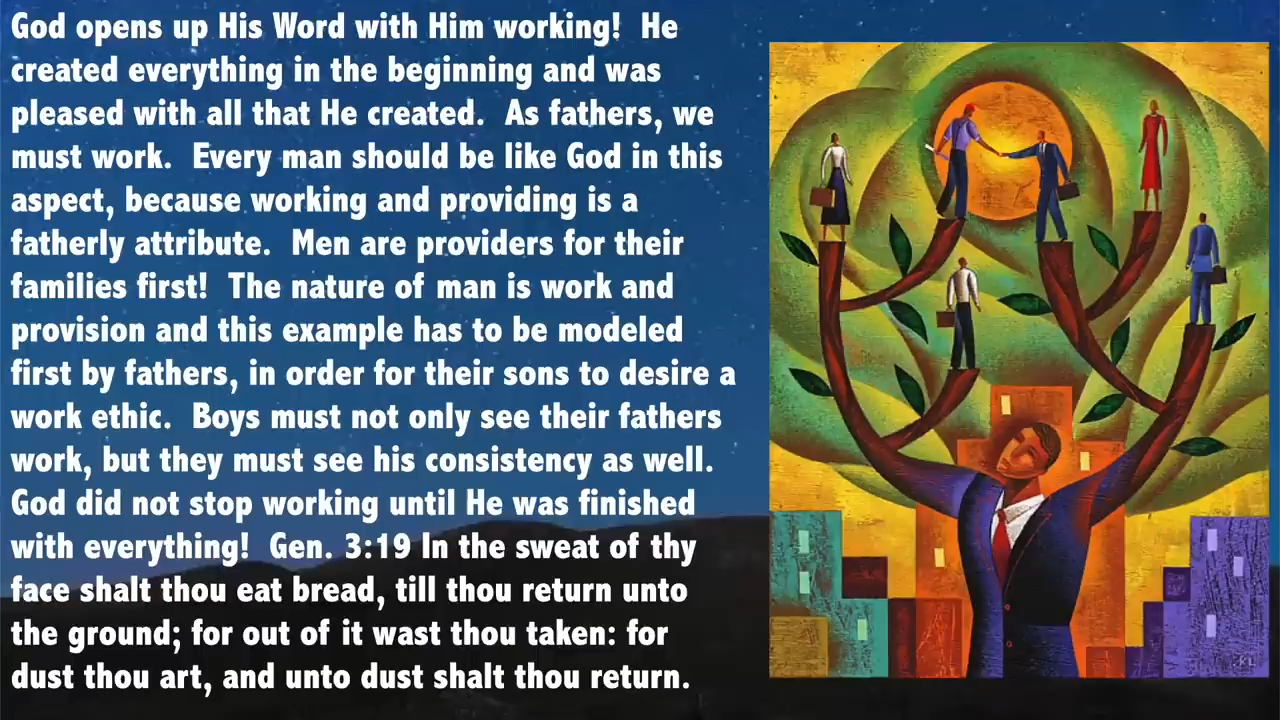 God opens up His Word with Him working!  He
created everything in the beginning and was
pleased with all that He created.  As fathers, we
must work.  Every man should be like God in this
aspect, because working and providing is a
fatherly attribute.  Men are providers for their
families first!  The nature of man is work and
provision and this example has to be modeled
first by fathers, in order for their sons to desire a
work ethic.  Boys must not only see their fathers
work, but they must see his consistency as well.
God did not stop working until He was finished
with everything!  Gen. 3:19 In the sweat of thy
face shalt thou eat bread, till thou return unto
the ground; for out of it wast thou taken: for
dust thou art, and unto dust shalt thou return.